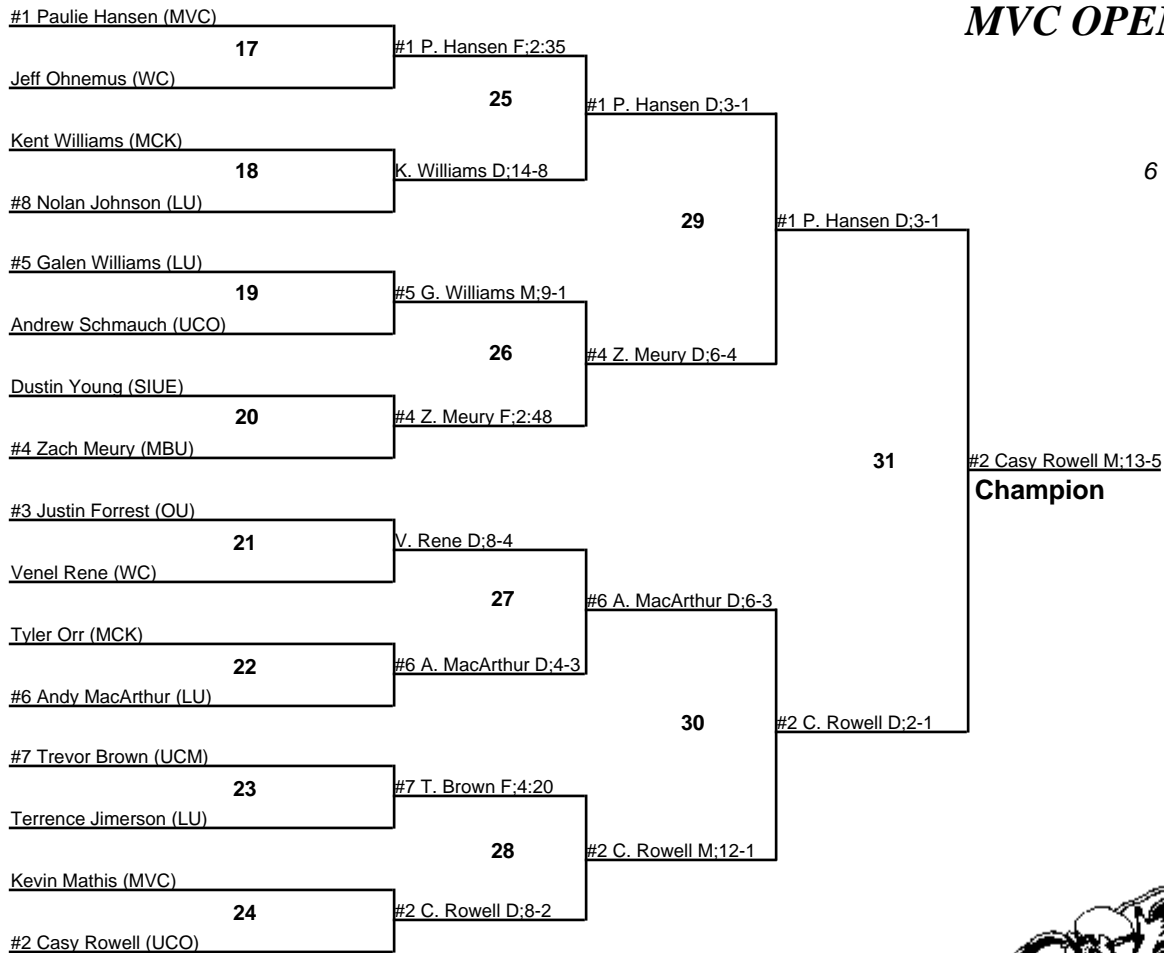 MVC OPEN
#1 Paulie Hansen (MVC)
17
#1 P. Hansen F;2:35
Jeff Ohnemus (WC)
25
#1 P. Hansen D;3-1
Kent Williams (MCK)
18
K. Williams D;14-8
6
#8 Nolan Johnson (LU)
29
#1 P. Hansen D;3-1
#5 Galen Williams (LU)
19
#5 G. Williams M;9-1
Andrew Schmauch (UCO)
26
#4 Z. Meury D;6-4
Dustin Young (SIUE)
20
#4 Z. Meury F;2:48
#4 Zach Meury (MBU)
31
#2 Casy Rowell M;13-5
Champion
#3 Justin Forrest (OU)
21
V. Rene D;8-4
Venel Rene (WC)
27
#6 A. MacArthur D;6-3
Tyler Orr (MCK)
22
#6 A. MacArthur D;4-3
#6 Andy MacArthur (LU)
30
#2 C. Rowell D;2-1
#7 Trevor Brown (UCM)
23
#7 T. Brown F;4:20
Terrence Jimerson (LU)
28
#2 C. Rowell M;12-1
Kevin Mathis (MVC)
24
#2 C. Rowell D;8-2
#2 Casy Rowell (UCO)